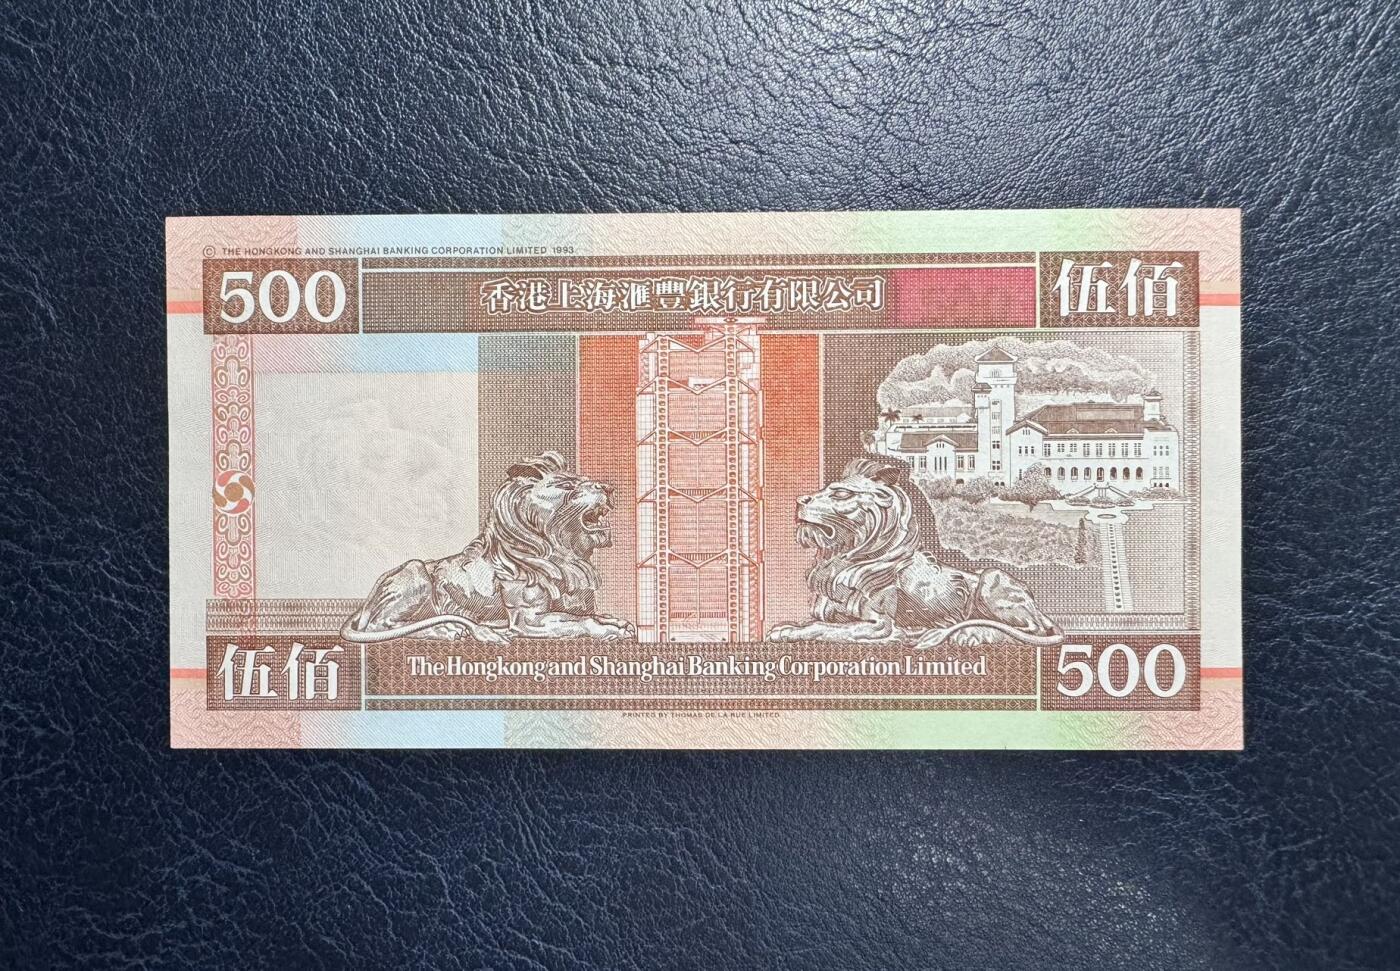 © THE HONGKONG AND SHANGHAI BANKING CORPORATION LIMITED 1993
500
香港上海滙豐銀行有限公司
伍佰
伍佰
The Hongkong and Shanghai Banking Corporation Limited
500
PRINTED BY THOMAS DE LA RUE LIMITED